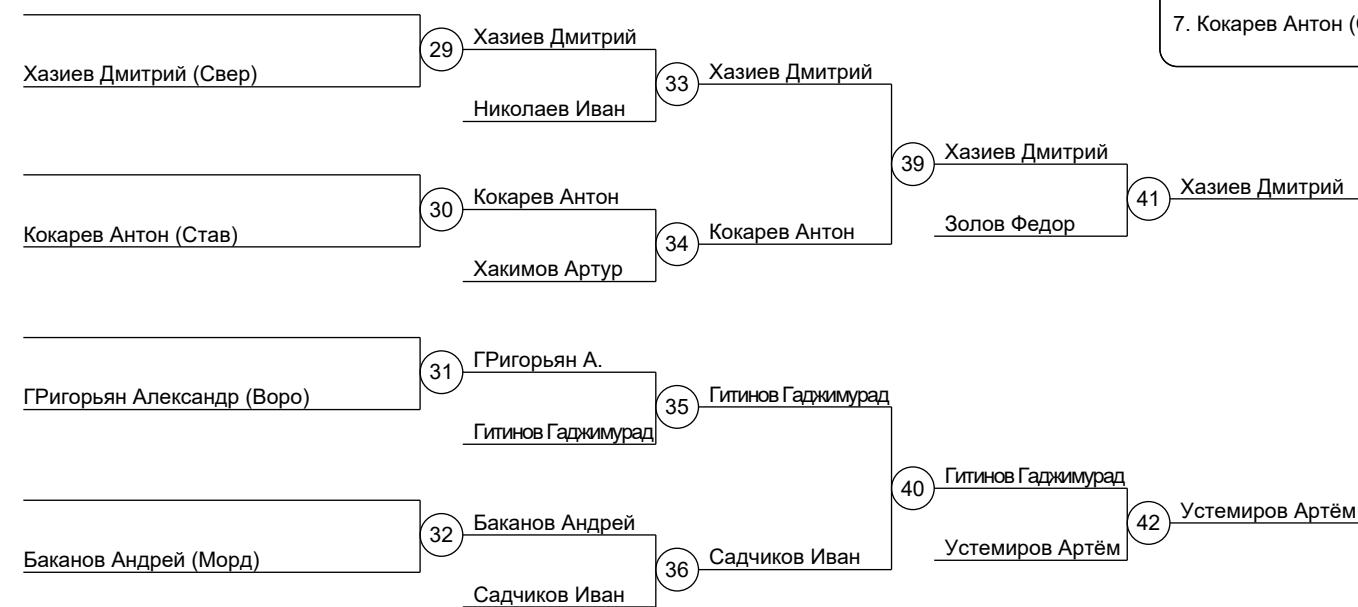 7. Кокарев Антон (
29 Хазиев Дмитрий
Хазиев Дмитрий (Свер)
33 Хазиев Дмитрий
Николаев Иван
39 Хазиев Дмитрий
41 Хазиев Дмитрий
30 Кокарев Антон
Кокарев Антон (Став)
34 Кокарев Антон
Золов Федор
Хакимов Артур
31 ГРигорьян А.
ГРигорьян Александр (Воро)
35 Гитинов Гаджимурад
Гитинов Гаджимурад
40 Гитинов Гаджимурад
42 Устемиров Артём
32 Баканов Андрей
Баканов Андрей (Морд)
36 Садчиков Иван
Устемиров Артём
Садчиков Иван